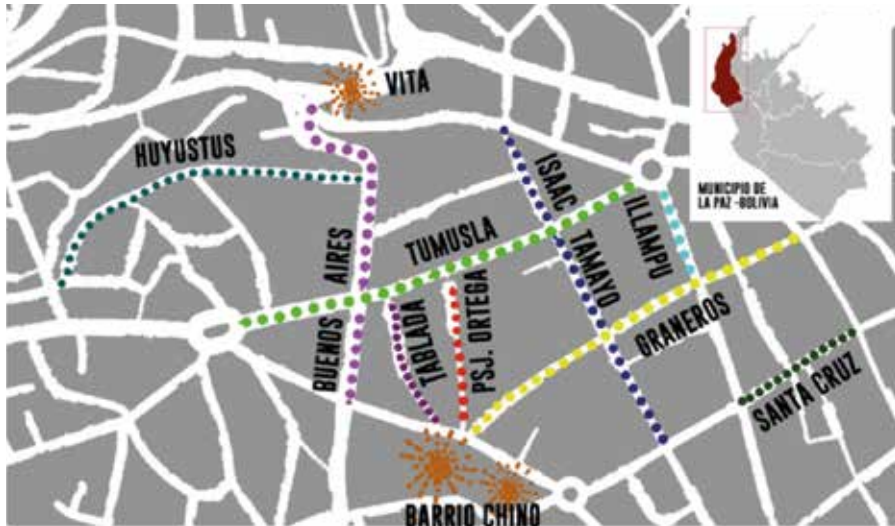 VITA
HUYUSTUS
MUNICIPIO DE
LA PAZ -BOLIVIA
ISAAC TAMAYO
ILLAMPU
TUMUSLA
BUENOS AIRES
TABLADA
PSJ. ORTEGA
GRANEROS
SANTA CRUZ
BARRIO CHINO